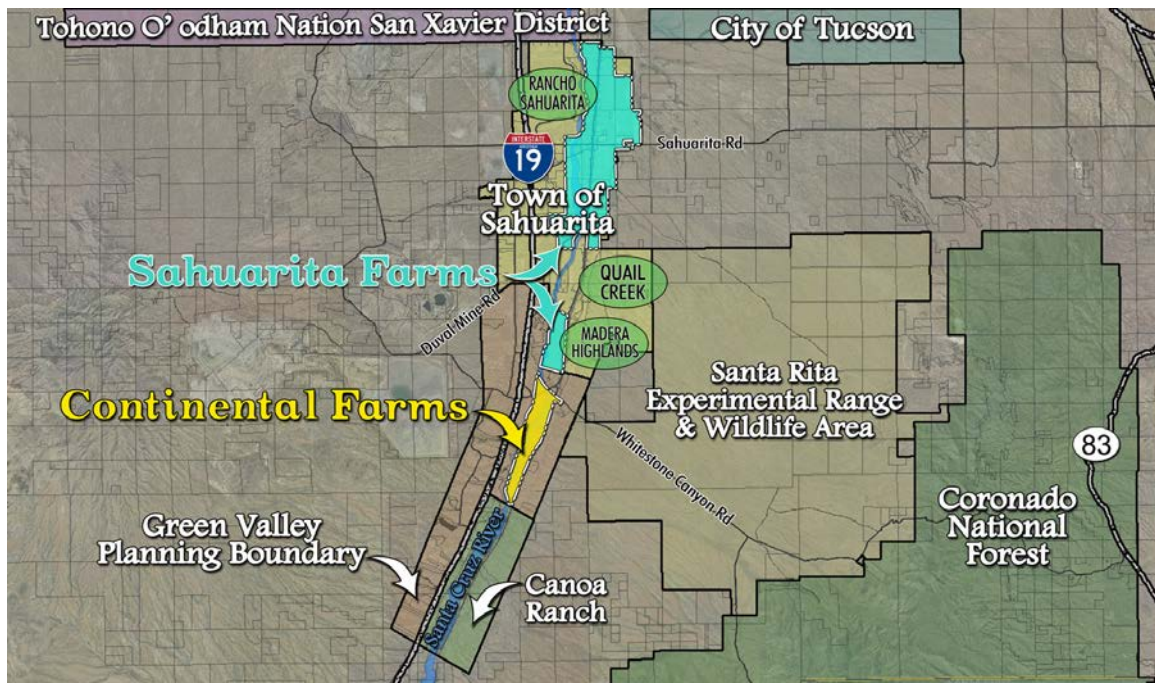 Tohono O' odham Nation San Xavier District
City of Tucson
RANCHO
SAHUARITA
INTERSTATE
19
Sahuarita Rd
Town of
Sahuarita
Sahuarita Farms
QUAIL
CREEK
Duval Mine Rd
MADERA
HIGHLANDS
Santa Rita
Experimental Range
& Wildlife Area
Continental Farms
Whitestone Canyon Rd
83
Coronado
National
Forest
Green Valley
Planning Boundary
Santa Cruz River
Canoa
Ranch